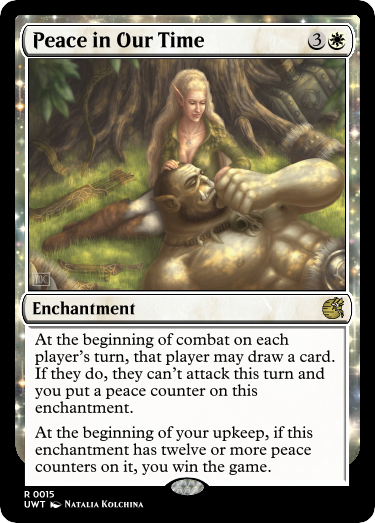 Peace in Our Time 3
Enchantment
At the beginning of combat on each
player's turn, that player may draw a card.
If they do, they can't attack this turn and
you put a peace counter on this
enchantment.
At the beginning of your upkeep, if this
enchantment has twelve or more peace
counters on it, you win the game.
R 0015
UWT Natalia Kolchina